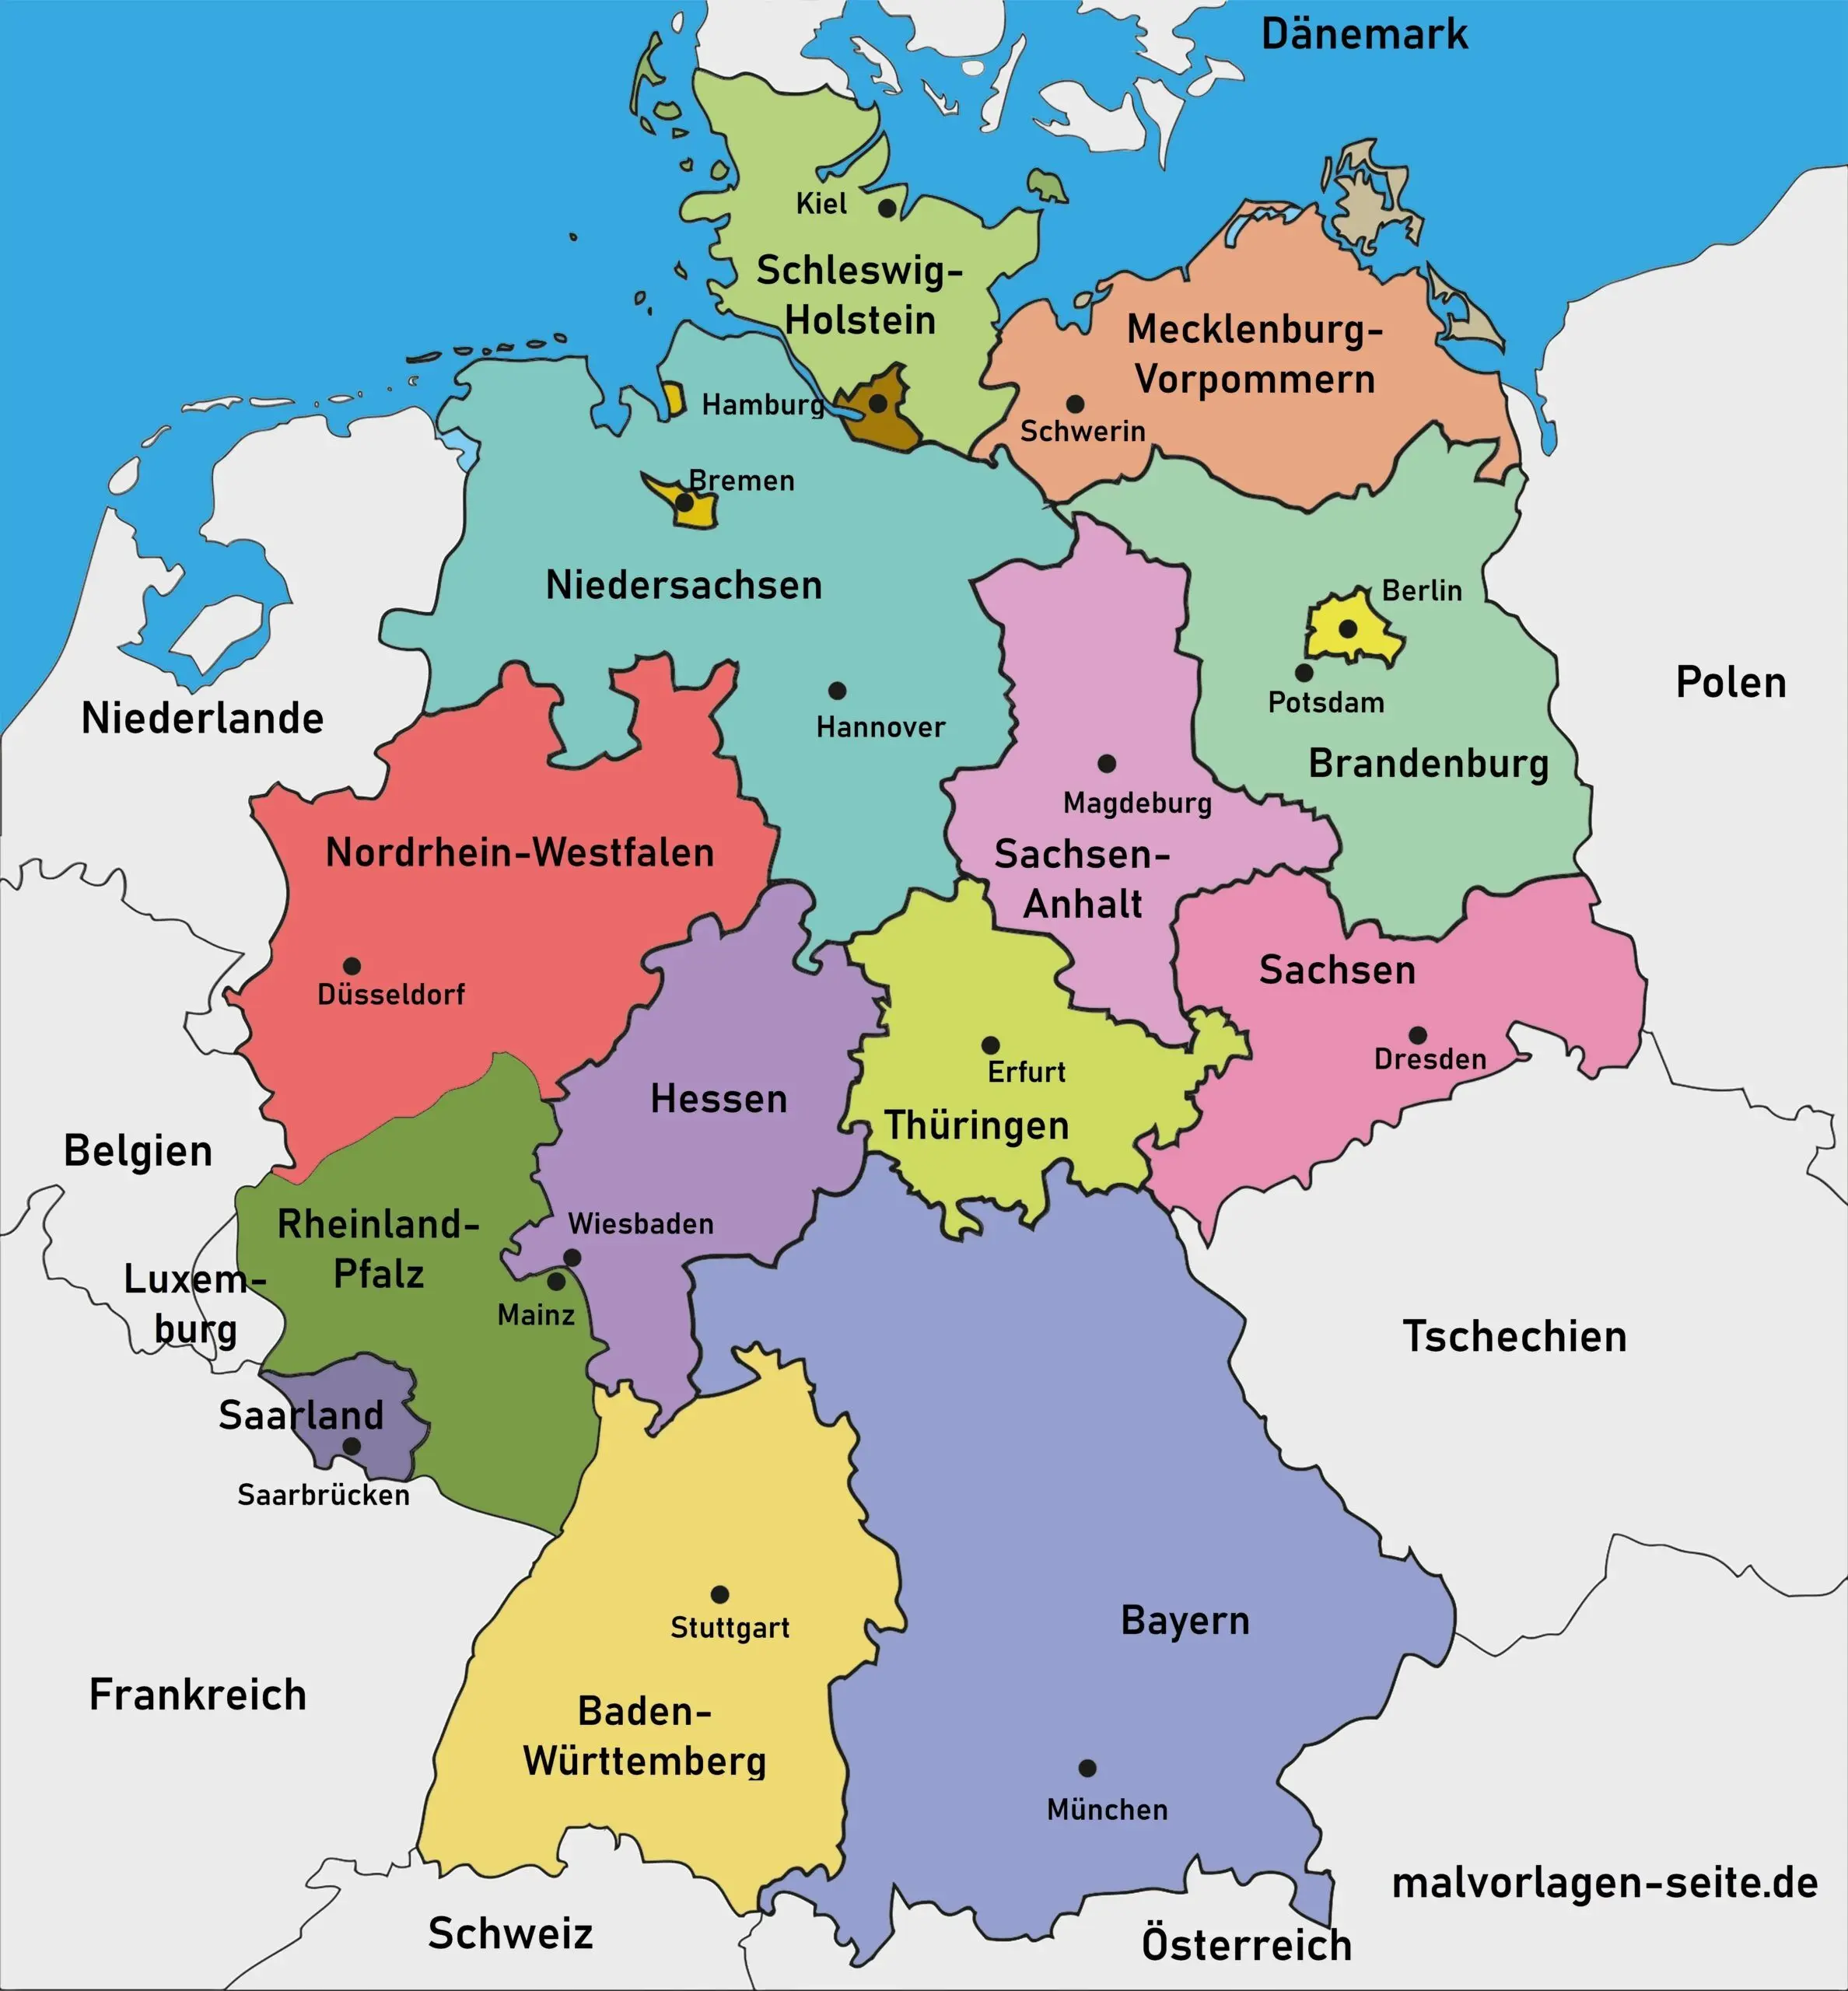 Dänemark
Kiel
Schleswig-
Holstein
Mecklenburg-
Vorpommern
Hamburg
Schwerin
Bremen
Niedersachsen
Berlin
Potsdam
Polen
Niederlande
Hannover
Brandenburg
Magdeburg
Nordrhein-Westfalen
Sachsen-
Anhalt
Sachsen
Düsseldorf
Dresden
Erfurt
Hessen
Thüringen
Belgien
Rheinland-
Pfalz
Wiesbaden
Luxem-
burg
Mainz
Tschechien
Saarland
Saarbrücken
Stuttgart
Bayern
Frankreich
Baden-
Württemberg
München
malvorlagen-seite.de
Schweiz
Österreich